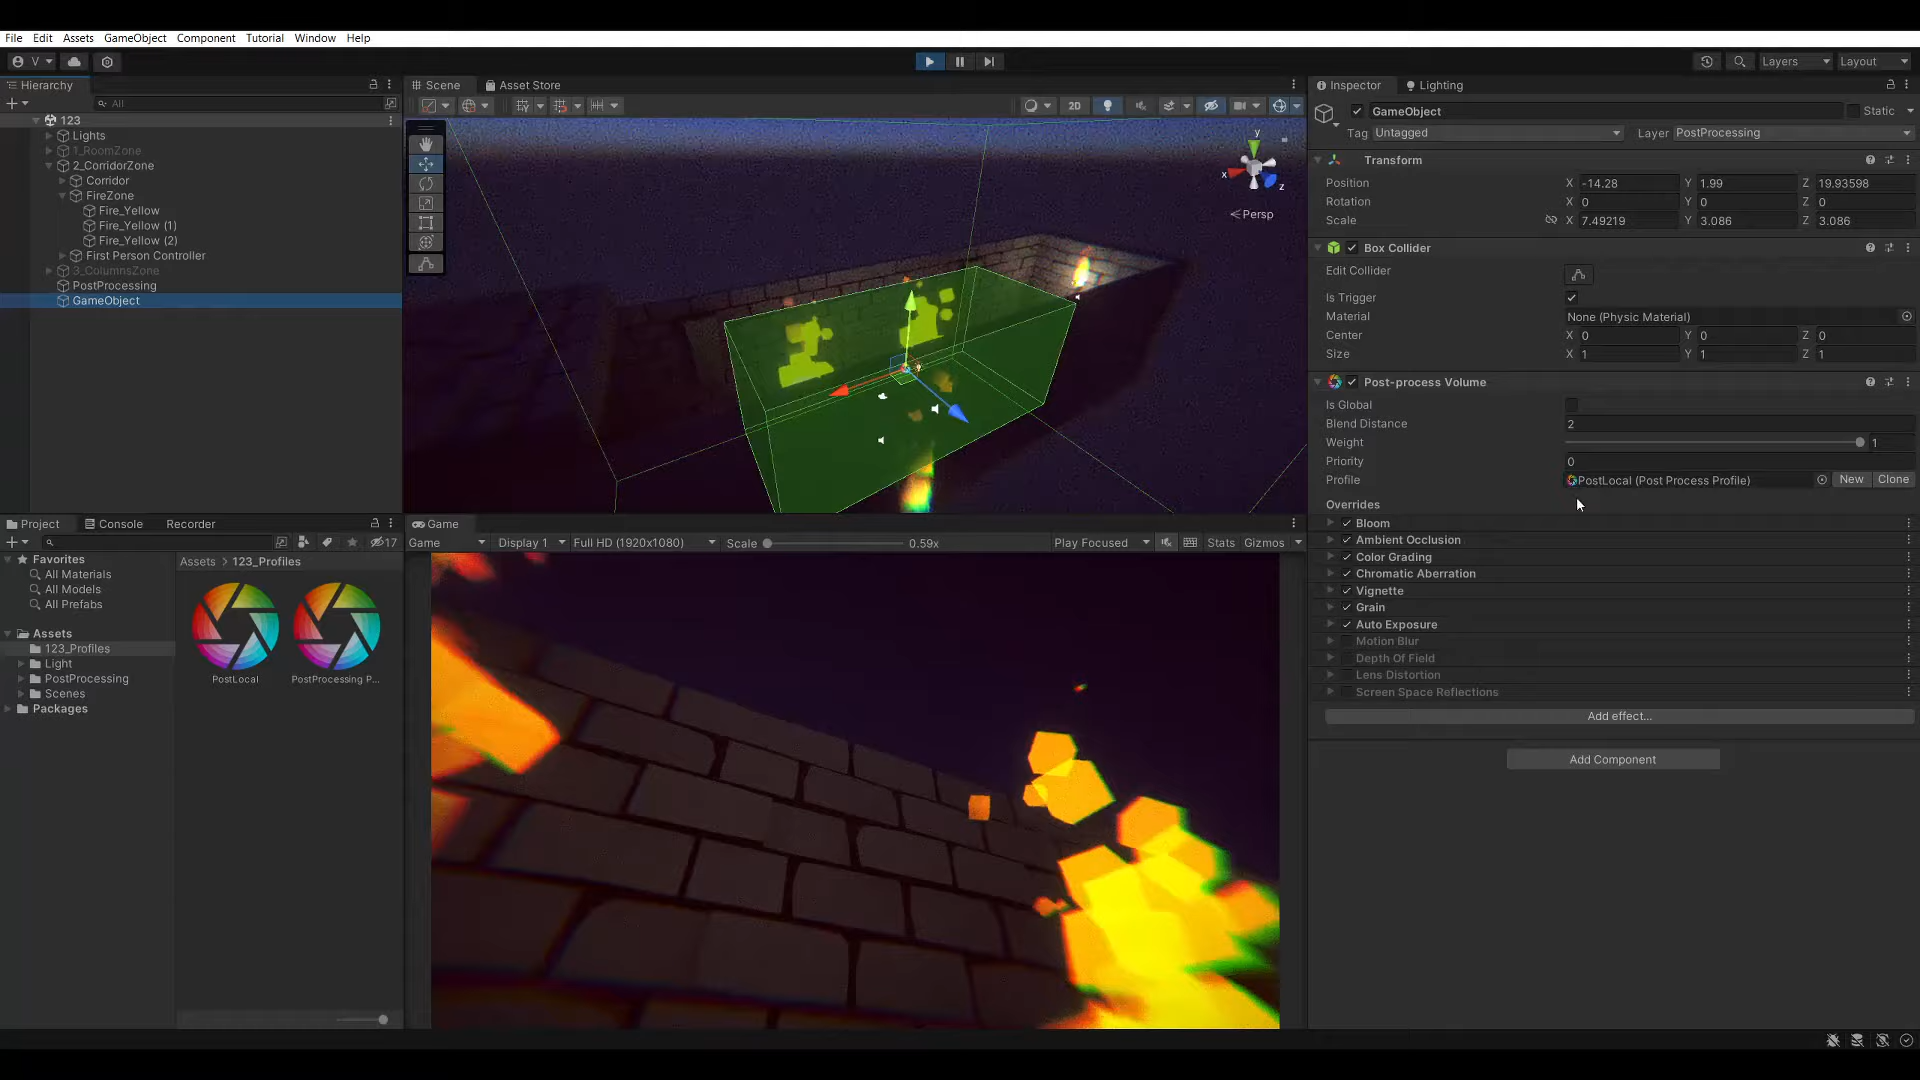 File Edit Assets GameObject Component Tutorial Window Help
V Layers Layout
Hierarchy
All
123
Lights
1_RoomZone
2_CorridorZone
Corridor
FireZone
Fire_Yellow
Fire_Yellow (1)
Fire_Yellow (2)
First Person Controller
3_ColumnsZone
PostProcessing
GameObject
Scene Asset Store
2D
y
x
z
Persp
Project Console Recorder
17
Favorites
All Materials
All Models
All Prefabs
Assets
123_Profiles
Light
PostProcessing
Scenes
Packages
Assets > 123_Profiles
PostLocal PostProcessing P...
Game
Game Display 1 Full HD (1920x1080) Scale 0.59x Play Focused Stats Gizmos
Inspector Lighting
GameObject Static
Tag Untagged Layer PostProcessing
Transform
Position X -14.28 Y 1.99 Z 19.93598
Rotation X 0 Y 0 Z 0
Scale X 7.49219 Y 3.086 Z 3.086
Box Collider
Edit Collider
Is Trigger
Material None (Physic Material)
Center X 0 Y 0 Z 0
Size X 1 Y 1 Z 1
Post-process Volume
Is Global
Blend Distance 2
Weight 1
Priority 0
Profile PostLocal (Post Process Profile) New Clone
Overrides
Bloom
Ambient Occlusion
Color Grading
Chromatic Aberration
Vignette
Grain
Auto Exposure
Motion Blur
Depth Of Field
Lens Distortion
Screen Space Reflections
Add effect...
Add Component